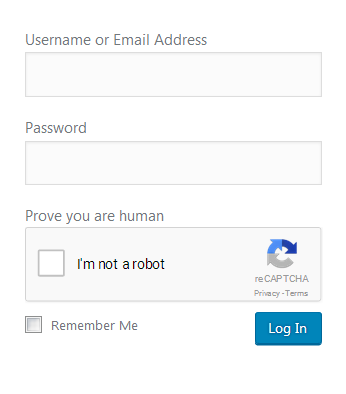 Username or Email Address
Password
Prove you are human
I'm not a robot
reCAPTCHA
Privacy - Terms
Remember Me
Log In